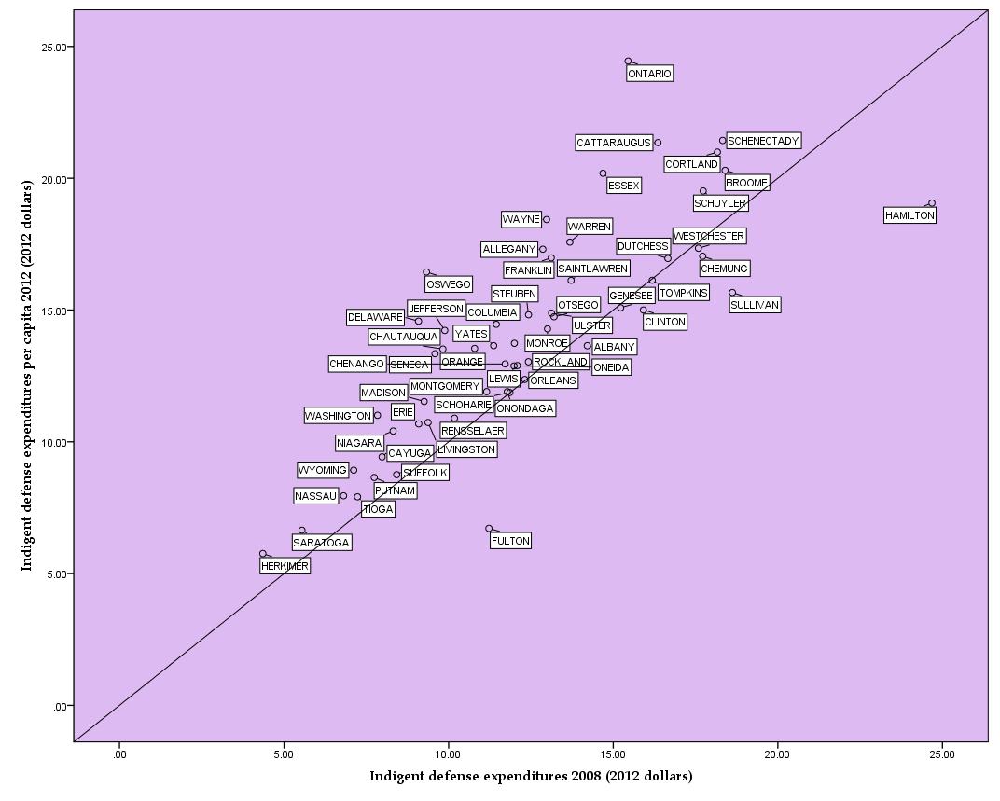 25.00
ONTARIO
CATTARAUGUS
SCHENECTADY
CORTLAND
20.00
BROOME
ESSEX
SCHUYLER
HAMILTON
WAYNE
WARREN
WESTCHESTER
DUTCHESS
ALLEGANY
FRANKLIN
SAINTLAWREN
CHEMUNG
OSWEGO
STEUBEN
GENESEE
TOMPKINS
SULLIVAN
15.00
JEFFERSON
COLUMBIA
OTSEGO
DELAWARE
ULSTER
CLINTON
CHAUTAUQUA
YATES
MONROE
ALBANY
CHENANGO
SENECA
ORANGE
ROCKLAND
ONEIDA
LEWIS
ORLEANS
MONTGOMERY
MADISON
SCHOHARIE
ONONDAGA
WASHINGTON
ERIE
RENSSELAER
10.00
NIAGARA
CAYUGA
LIVINGSTON
WYOMING
SUFFOLK
PUTNAM
NASSAU
TIOGA
SARATOGA
FULTON
HERKIMER
5.00
.00
Indigent defense expenditures per capita 2012 (2012 dollars)
.00 5.00 10.00 15.00 20.00 25.00
Indigent defense expenditures 2008 (2012 dollars)